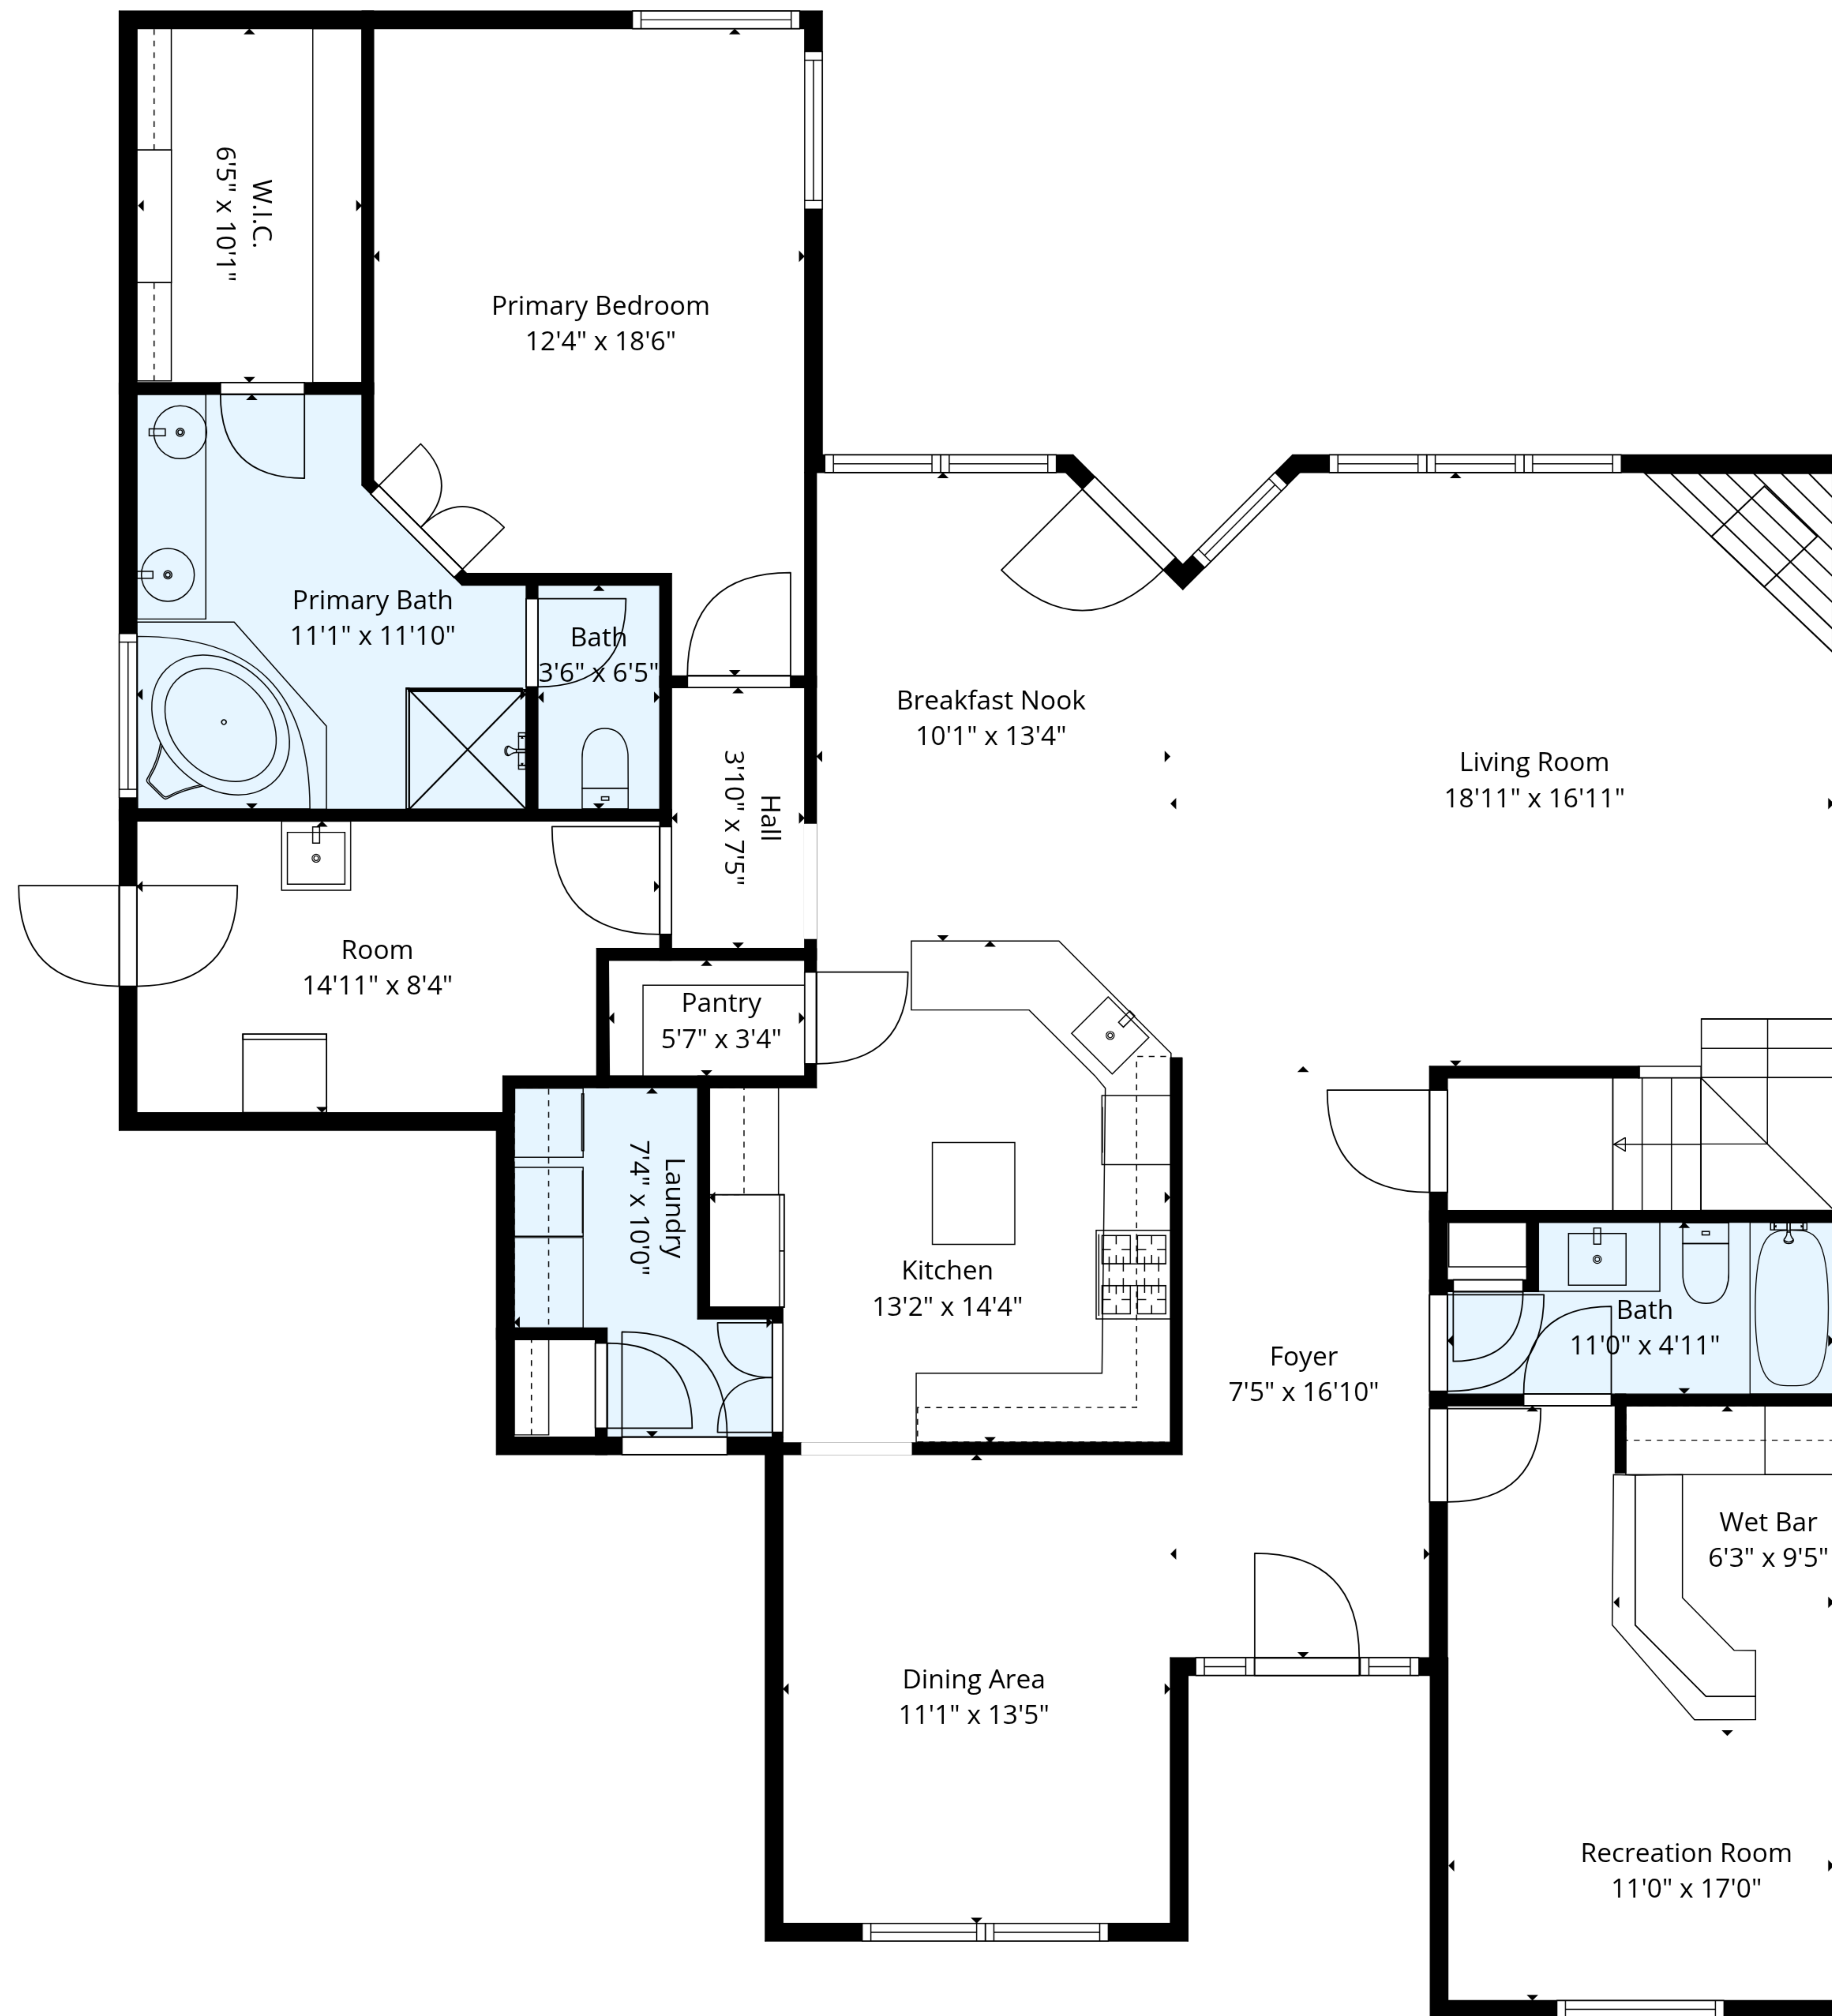 W.I.C.
6'5" x 10'1"
Primary Bedroom
12'4" x 18'6"
Primary Bath
11'1" x 11'10"
Bath
3'6" x 6'5"
Hall
3'10" x 7'5"
Breakfast Nook
10'1" x 13'4"
Living Room
18'11" x 16'11"
Room
14'11" x 8'4"
Pantry
5'7" x 3'4"
Laundry
7'4" x 10'0"
Kitchen
13'2" x 14'4"
Foyer
7'5" x 16'10"
Bath
11'0" x 4'11"
Wet Bar
6'3" x 9'5"
Dining Area
11'1" x 13'5"
Recreation Room
11'0" x 17'0"